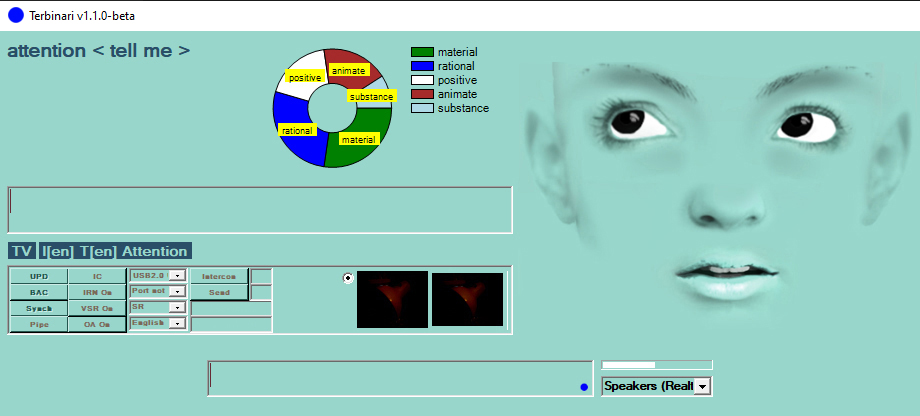 Terbinari v1.1.0-beta
attention < tell me >
positive
animate
substance
rational
material
material
rational
positive
animate
substance
TV I[en] T[en] Attention
UPD IC USB2.0 Intercon
BAC IRN On Port
Synch VSR On SR
Pipe OA On English
Send
Speakers (Realt